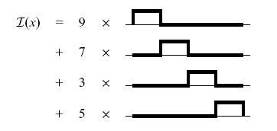 I(x) = 9 ×
+ 7 ×
+ 3 ×
+ 5 ×